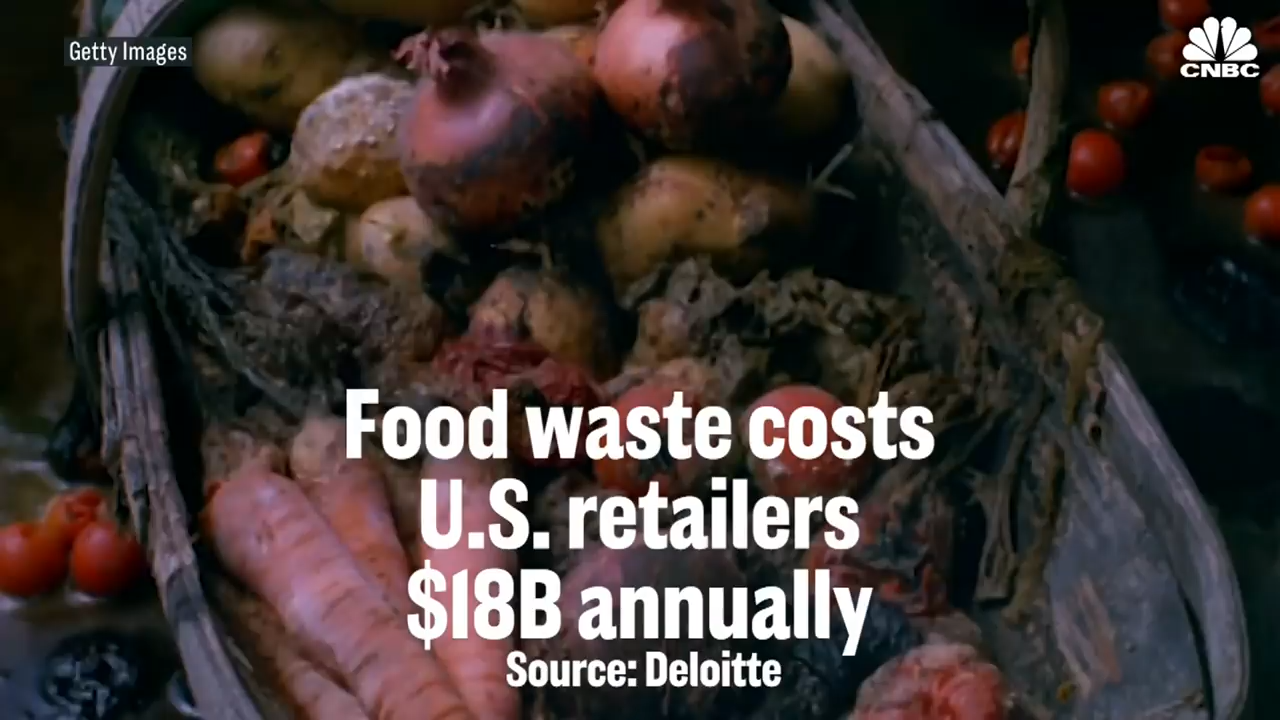 Getty Images
CNBC
Food waste costs
U.S. retailers
$18B annually
Source: Deloitte